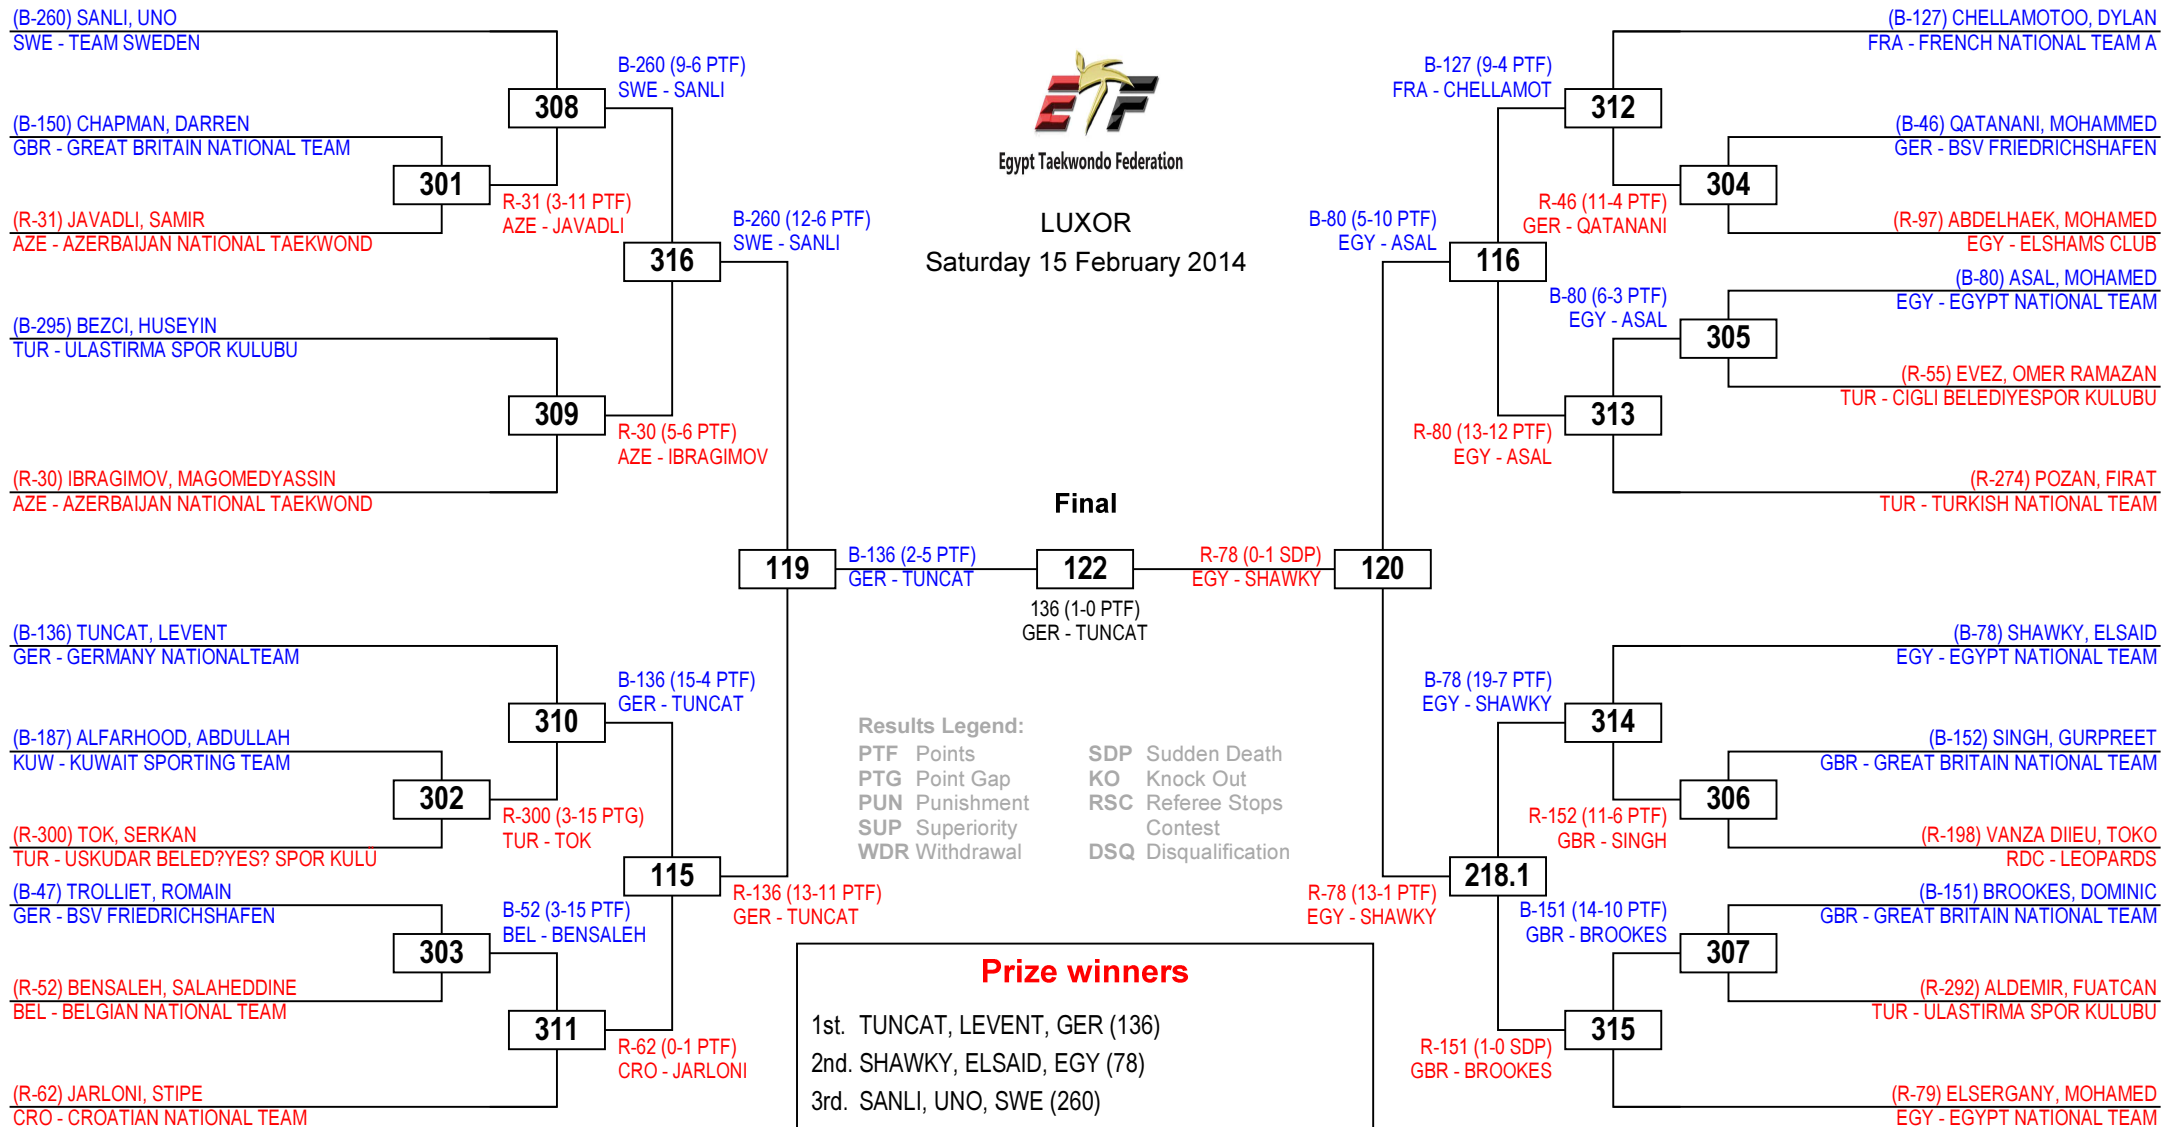 (B-260) SANLI, UNO
SWE - TEAM SWEDEN
B-260 (9-6 PTF)
SWE - SANLI
308
(B-150) CHAPMAN, DARREN
GBR - GREAT BRITAIN NATIONAL TEAM
301
R-31 (3-11 PTF)
AZE - JAVADLI
(R-31) JAVADLI, SAMIR
AZE - AZERBAIJAN NATIONAL TAEKWOND
B-260 (12-6 PTF)
SWE - SANLI
316
(B-295) BEZCI, HUSEYIN
TUR - ULASTIRMA SPOR KULUBU
309
R-30 (5-6 PTF)
AZE - IBRAGIMOV
(R-30) IBRAGIMOV, MAGOMEDYASSIN
AZE - AZERBAIJAN NATIONAL TAEKWOND
119
B-136 (2-5 PTF)
GER - TUNCAT
(B-136) TUNCAT, LEVENT
GER - GERMANY NATIONALTEAM
B-136 (15-4 PTF)
GER - TUNCAT
310
(B-187) ALFARHOOD, ABDULLAH
KUW - KUWAIT SPORTING TEAM
302
R-300 (3-15 PTG)
TUR - TOK
(R-300) TOK, SERKAN
TUR - USKUDAR BELED?YES? SPOR KULÜ
115
R-136 (13-11 PTF)
GER - TUNCAT
(B-47) TROLLIET, ROMAIN
GER - BSV FRIEDRICHSHAFEN
B-52 (3-15 PTF)
BEL - BENSALEH
303
(R-52) BENSALEH, SALAHEDDINE
BEL - BELGIAN NATIONAL TEAM
311
R-62 (0-1 PTF)
CRO - JARLONI
(R-62) JARLONI, STIPE
CRO - CROATIAN NATIONAL TEAM
ETF
Egypt Taekwondo Federation
LUXOR
Saturday 15 February 2014
Final
122
136 (1-0 PTF)
GER - TUNCAT
Results Legend:
PTF Points
PTG Point Gap
PUN Punishment
SUP Superiority
WDR Withdrawal
SDP Sudden Death
KO Knock Out
RSC Referee Stops
Contest
DSQ Disqualification
Prize winners
1st. TUNCAT, LEVENT, GER (136)
2nd. SHAWKY, ELSAID, EGY (78)
3rd. SANLI, UNO, SWE (260)
(B-127) CHELLAMOTOO, DYLAN
FRA - FRENCH NATIONAL TEAM A
B-127 (9-4 PTF)
FRA - CHELLAMOT
312
(B-46) QATANANI, MOHAMMED
GER - BSV FRIEDRICHSHAFEN
304
R-46 (11-4 PTF)
GER - QATANANI
(R-97) ABDELHAEK, MOHAMED
EGY - ELSHAMS CLUB
B-80 (5-10 PTF)
EGY - ASAL
116
(B-80) ASAL, MOHAMED
EGY - EGYPT NATIONAL TEAM
B-80 (6-3 PTF)
EGY - ASAL
305
(R-55) EVEZ, OMER RAMAZAN
TUR - CIGLI BELEDIYESPOR KULUBU
313
R-80 (13-12 PTF)
EGY - ASAL
(R-274) POZAN, FIRAT
TUR - TURKISH NATIONAL TEAM
R-78 (0-1 SDP)
EGY - SHAWKY
120
(B-78) SHAWKY, ELSAID
EGY - EGYPT NATIONAL TEAM
B-78 (19-7 PTF)
EGY - SHAWKY
314
(B-152) SINGH, GURPREET
GBR - GREAT BRITAIN NATIONAL TEAM
306
R-152 (11-6 PTF)
GBR - SINGH
(R-198) VANZA DIIEU, TOKO
RDC - LEOPARDS
218.1
R-78 (13-1 PTF)
EGY - SHAWKY
(B-151) BROOKES, DOMINIC
GBR - GREAT BRITAIN NATIONAL TEAM
B-151 (14-10 PTF)
GBR - BROOKES
307
(R-292) ALDEMIR, FUATCAN
TUR - ULASTIRMA SPOR KULUBU
315
R-151 (1-0 SDP)
GBR - BROOKES
(R-79) ELSERGANY, MOHAMED
EGY - EGYPT NATIONAL TEAM